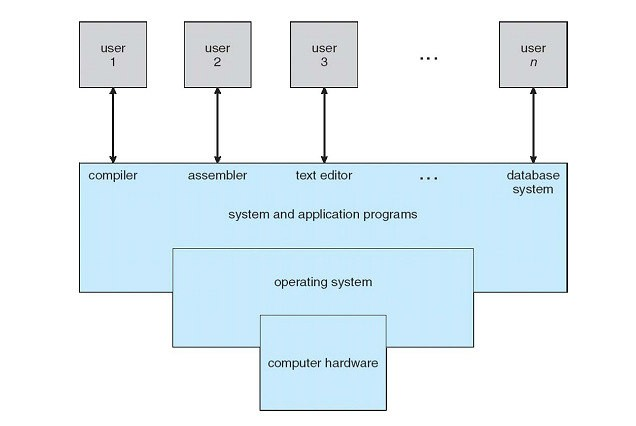 user
1
user
2
user
3
...
user
n
compiler
assembler
text editor
...
database
system
system and application programs
operating system
computer hardware